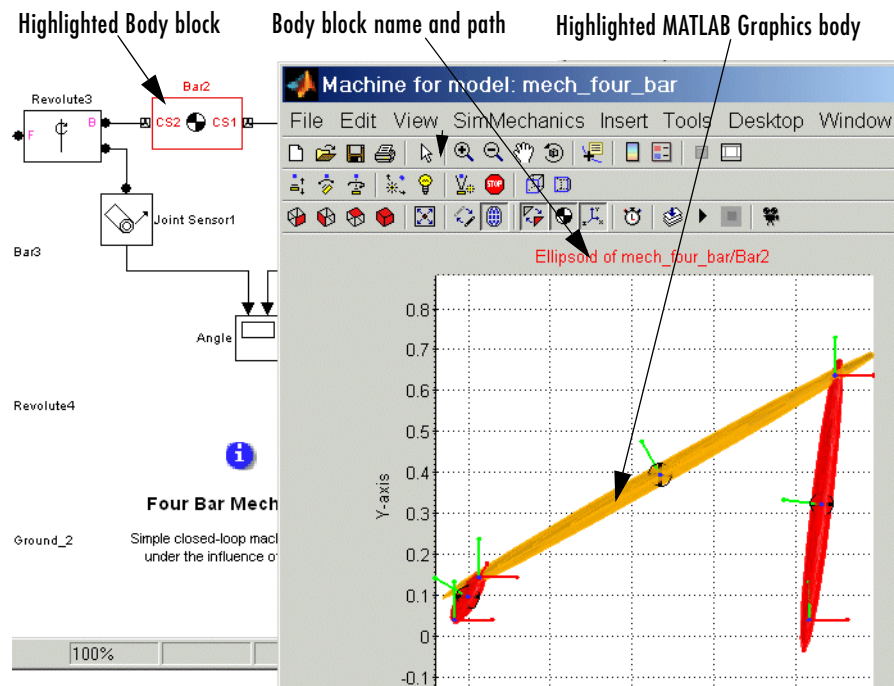 Highlighted Body block
Body block name and path
Highlighted MATLAB Graphics body
Bar2
Revolute3
F
B
CS2
CS1
Joint Sensor1
Bar3
Angle
Revolute4
i
Four Bar Mech
Ground_2
Simple closed-loop mac
under the influence of
100%
Machine for model: mech_four_bar
File Edit View SimMechanics Insert Tools Desktop Window
STOP
Ellipsoid of mech_four_bar/Bar2
0.8
0.7
0.6
0.5
0.4
0.3
0.2
0.1
0
-0.1
Y-axis